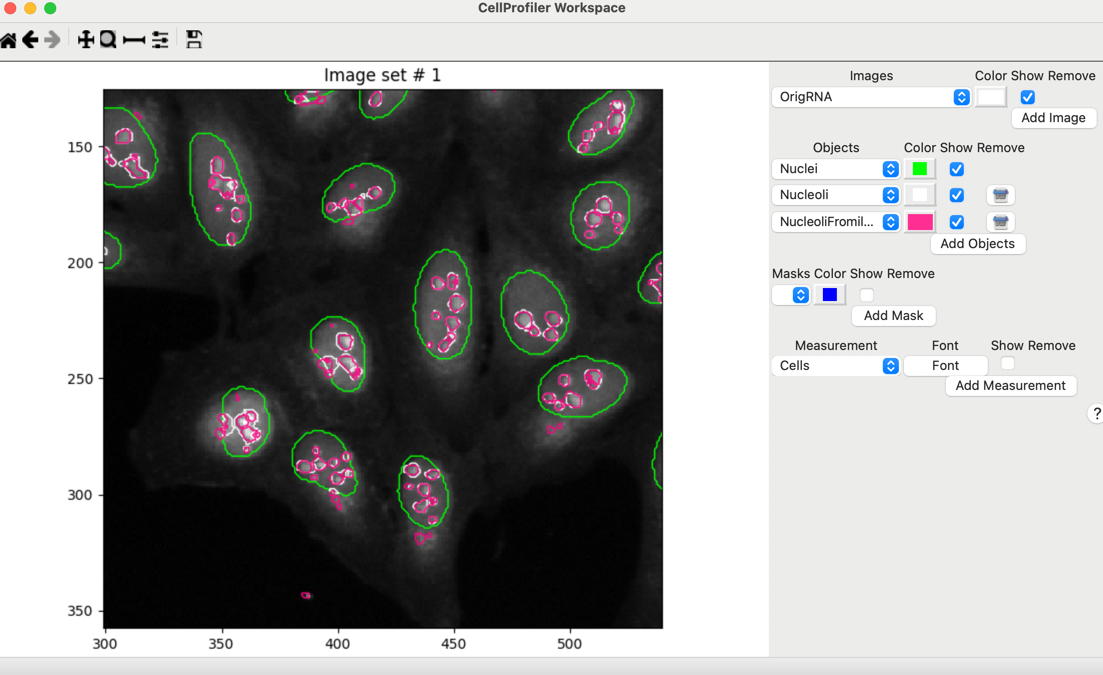 CellProfiler Workspace
Image set # 1
150
200
250
300
350
300 350 400 450 500
Images Color Show Remove
OrigRNA
Add Image
Objects Color Show Remove
Nuclei
Nucleoli
NucleoliFromil...
Add Objects
Masks Color Show Remove
Add Mask
Measurement Font Show Remove
Cells Font
Add Measurement
?